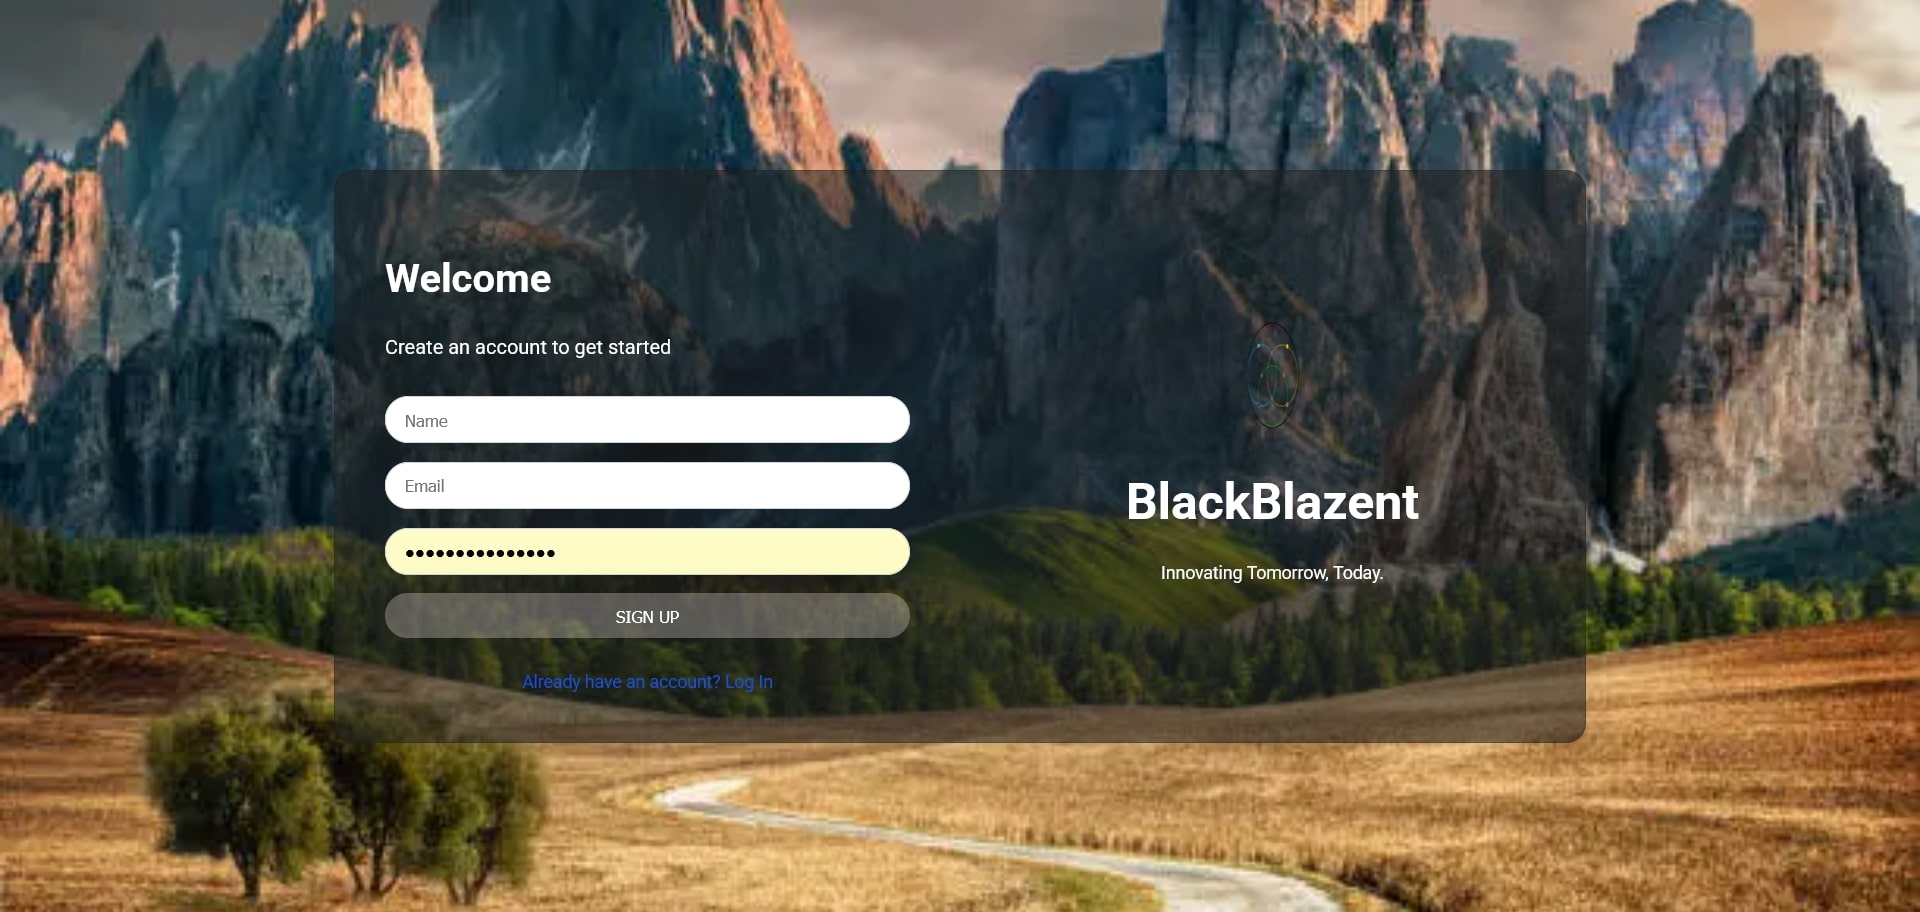 Welcome
Create an account to get started
Name
Email
•••••••••••••••
SIGN UP
Already have an account? Log In
BlackBlazent
Innovating Tomorrow, Today.